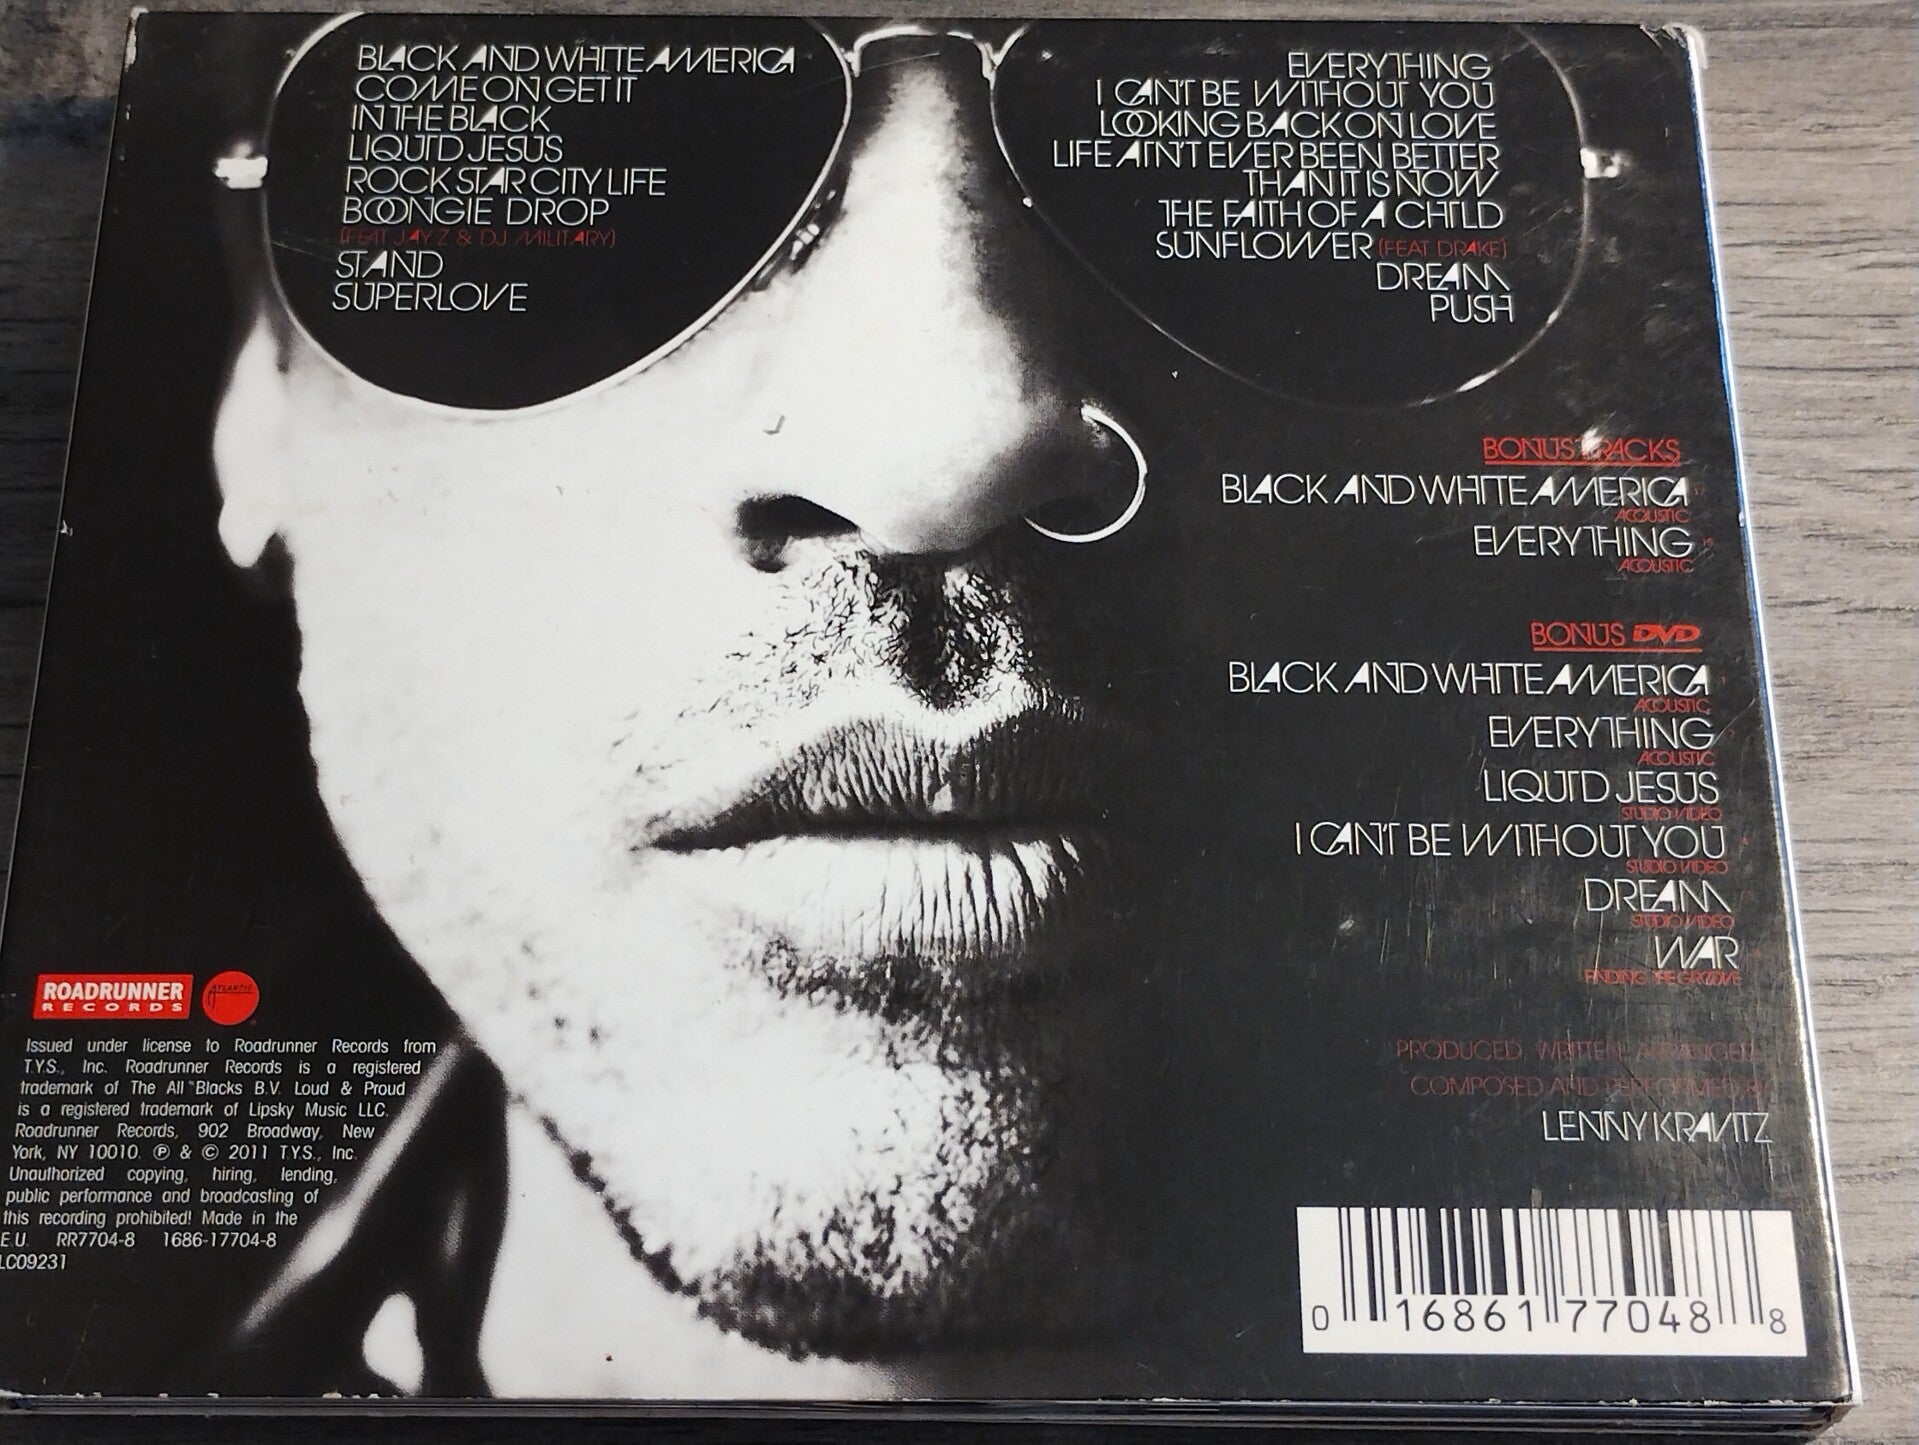 BLACK AND WHITE AMERICA
COME ON GET IT
IN THE BLACK
LIQUID JESUS
ROCK STAR CITY LIFE
BOONGIE DROP
(FEAT JAY Z & DJ MILITARY)
STAND
SUPERLOVE
EVERYTHING
I CAN'T BE WITHOUT YOU
LOOKING BACK ON LOVE
LIFE AIN'T EVER BEEN BETTER
THAN IT IS NOW
THE FAITH OF A CHILD
SUNFLOWER (FEAT DRAKE)
DREAM
PUSH
BONUS TRACKS
BLACK AND WHITE AMERICA
ACOUSTIC
EVERYTHING
ACOUSTIC
BONUS DVD
BLACK AND WHITE AMERICA
ACOUSTIC
EVERYTHING
ACOUSTIC
LIQUID JESUS
STUDIO VIDEO
I CAN'T BE WITHOUT YOU
STUDIO VIDEO
DREAM
STUDIO VIDEO
WAR
FINDING THE GROOVE
PRODUCED, WRITTEN, ARRANGED,
COMPOSED AND PERFORMED BY
LENNY KRAVITZ
ROADRUNNER
RECORDS
ATLANTIC
Issued under license to Roadrunner Records from
T.Y.S., Inc. Roadrunner Records is a registered
trademark of The All Blacks B.V. Loud & Proud
is a registered trademark of Lipsky Music LLC.
Roadrunner Records, 902 Broadway, New
York, NY 10010. ℗ & © 2011 T.Y.S., Inc.
Unauthorized copying, hiring, lending,
public performance and broadcasting of
this recording prohibited! Made in the
E.U. RR7704-8 1686-17704-8
LC09231
0 16861 77048 8